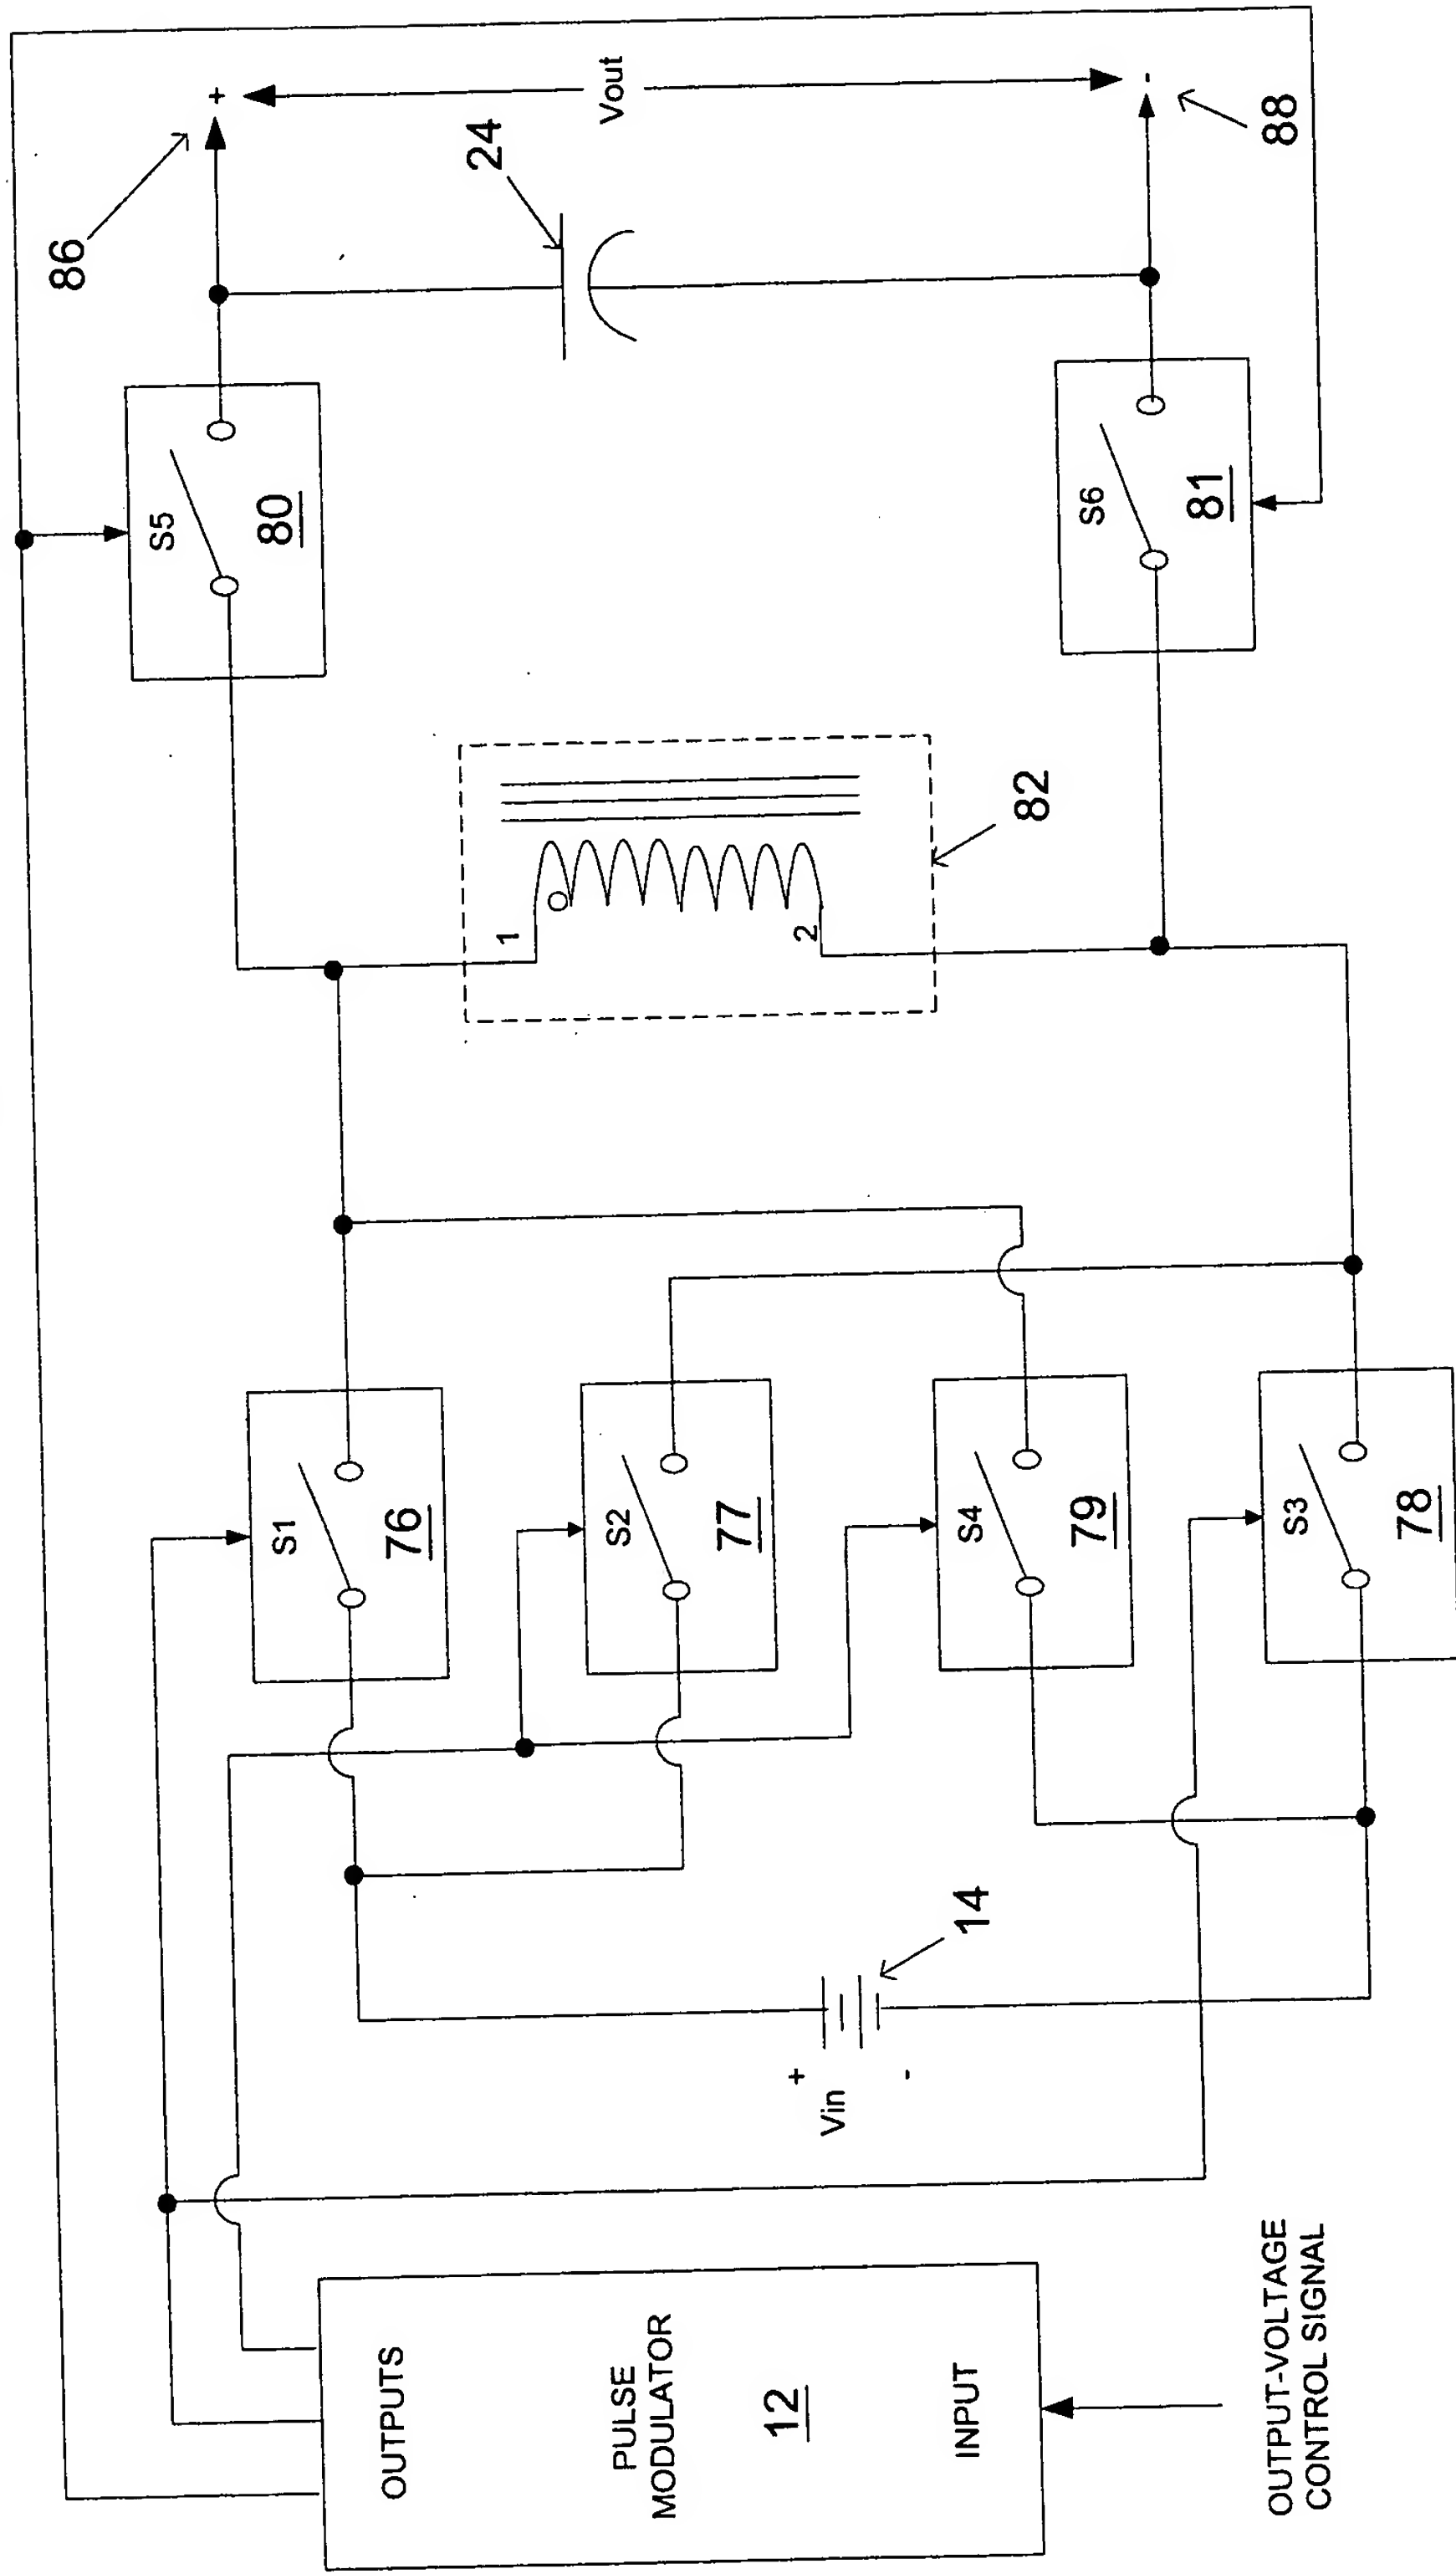 86
+
S5
80
S1
76
OUTPUTS
24
1
S2
77
Vout
PULSE
MODULATOR
12
2
+
Vin
-
INPUT
14
S4
79
82
S6
81
-
88
S3
78
OUTPUT-VOLTAGE
CONTROL SIGNAL